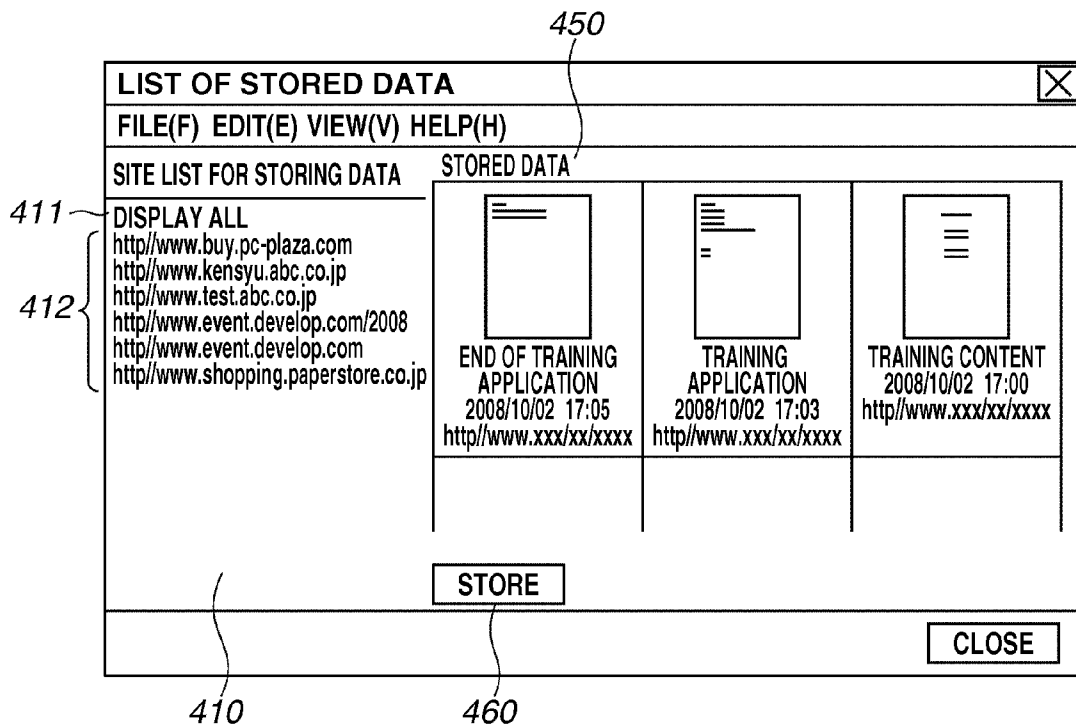 450
LIST OF STORED DATA
FILE(F) EDIT(E) VIEW(V) HELP(H)
SITE LIST FOR STORING DATA
411
DISPLAY ALL
412
http//www.buy.pc-plaza.com
http//www.kensyu.abc.co.jp
http//www.test.abc.co.jp
http//www.event.develop.com/2008
http//www.event.develop.com
http//www.shopping.paperstore.co.jp
STORED DATA
END OF TRAINING
APPLICATION
2008/10/02 17:05
http//www.xxx/xx/xxxx
TRAINING
APPLICATION
2008/10/02 17:03
http//www.xxx/xx/xxxx
TRAINING CONTENT
2008/10/02 17:00
http//www.xxx/xx/xxxx
STORE
CLOSE
410
460